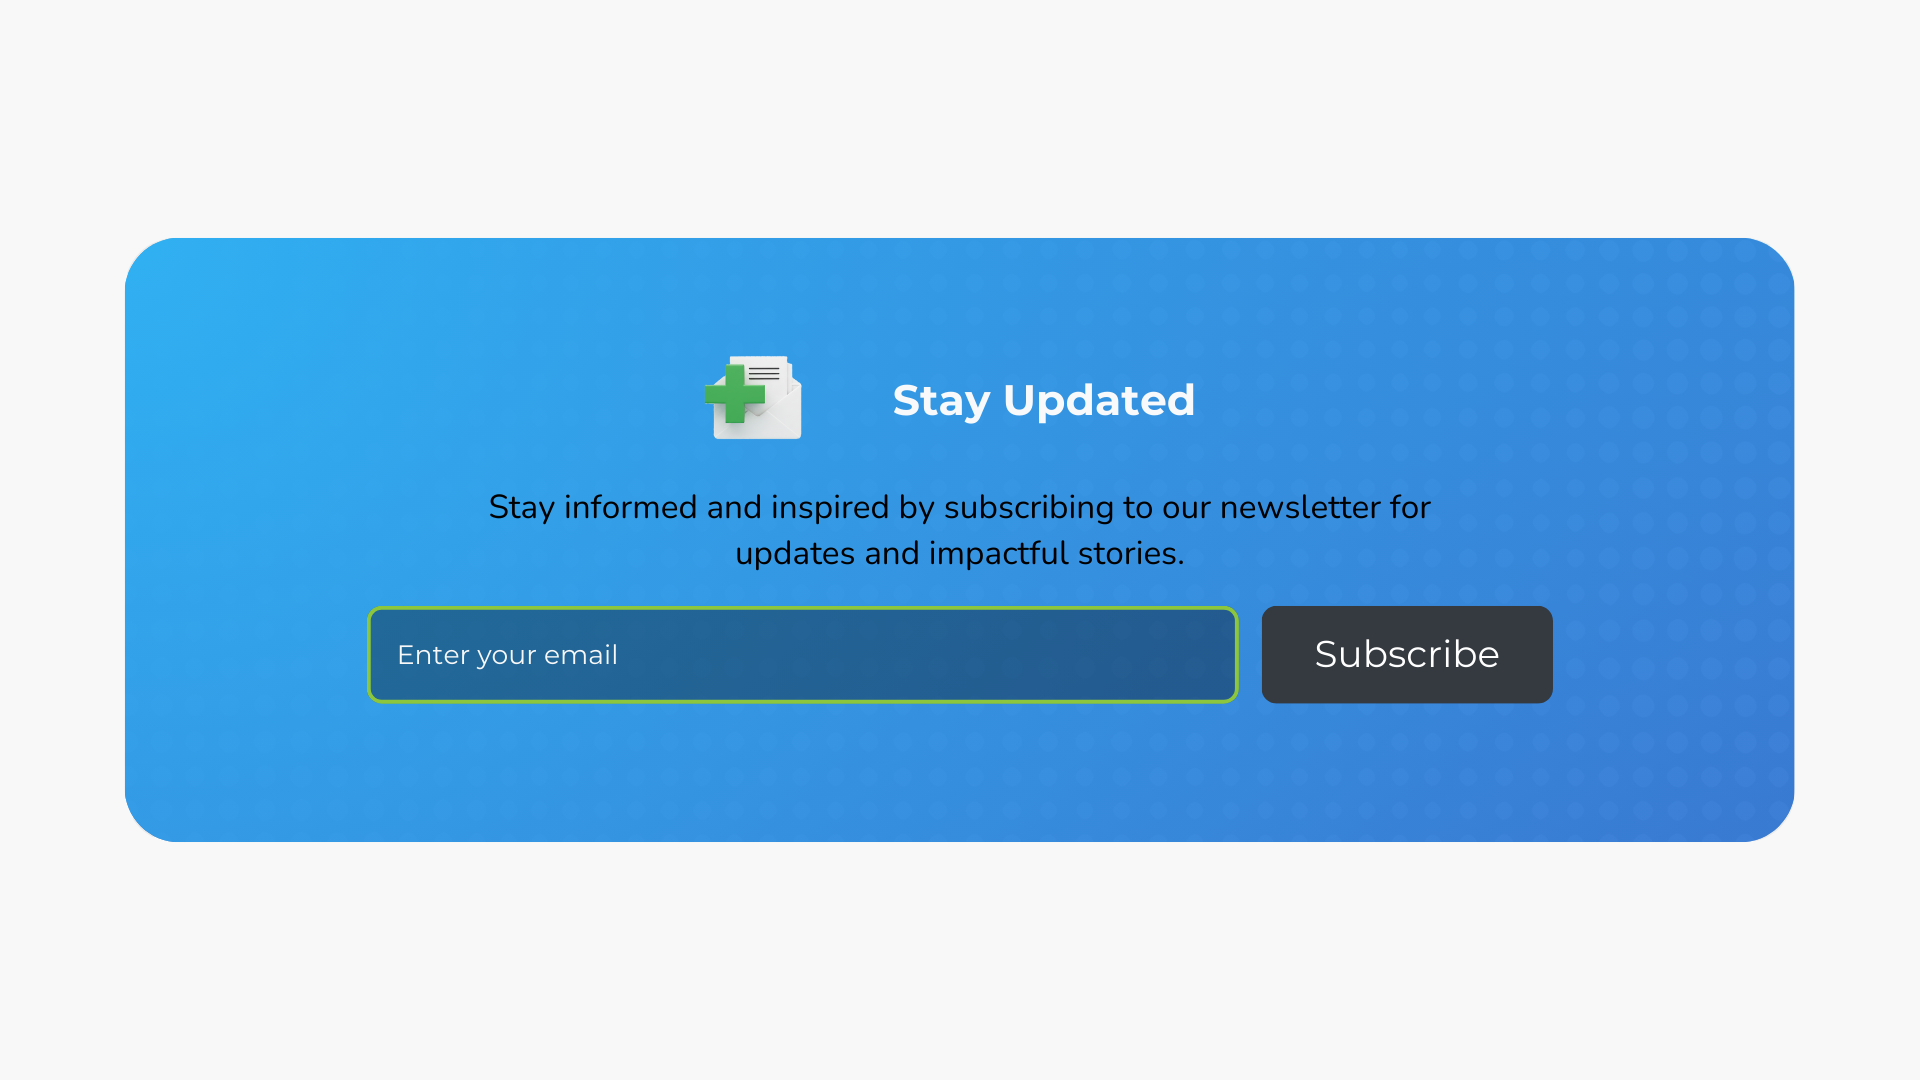 Stay Updated
Stay informed and inspired by subscribing to our newsletter for
updates and impactful stories.
Enter your email
Subscribe